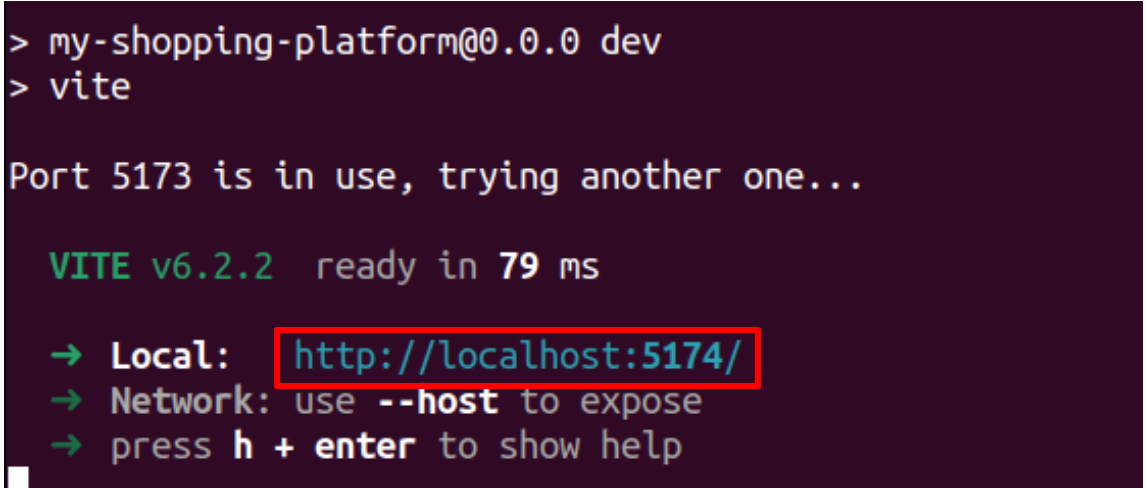 > my-shopping-platform@0.0.0 dev
> vite
Port 5173 is in use, trying another one...
VITE v6.2.2 ready in 79 ms
➜ Local: http://localhost:5174/
➜ Network: use --host to expose
➜ press h + enter to show help